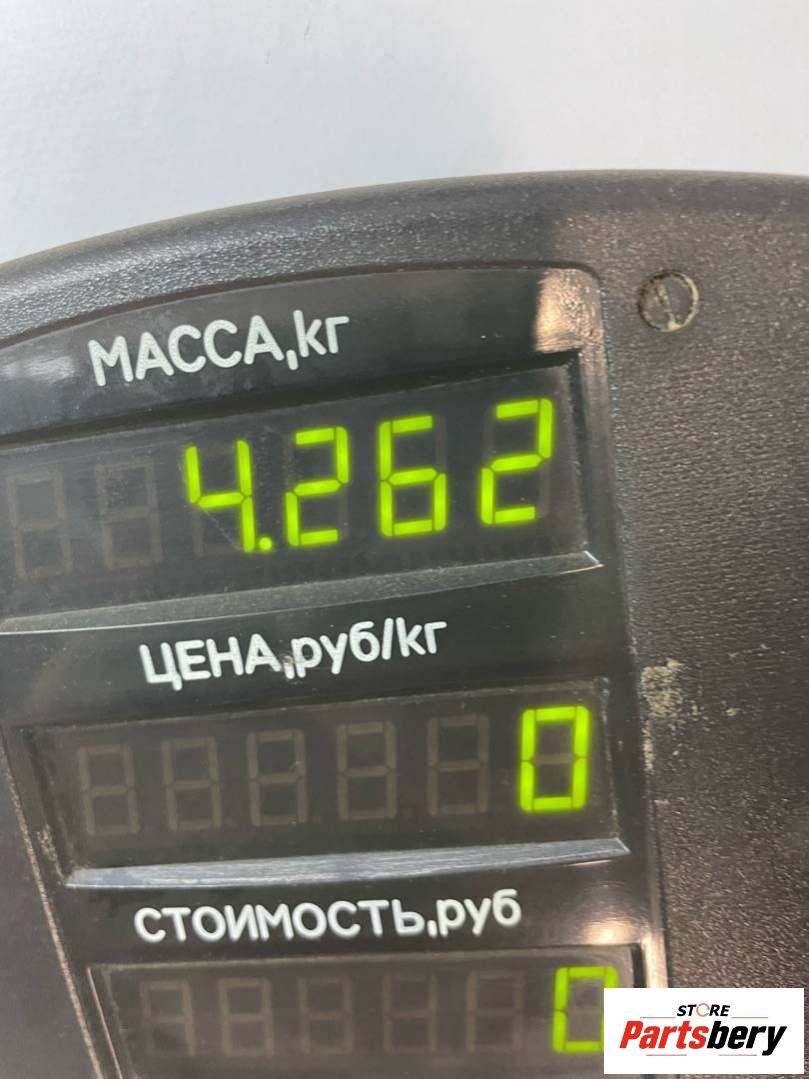 МАССА,кг
4.262
ЦЕНА,руб/кг
0
СТОИМОСТЬ,руб
0
STORE
Partsbery